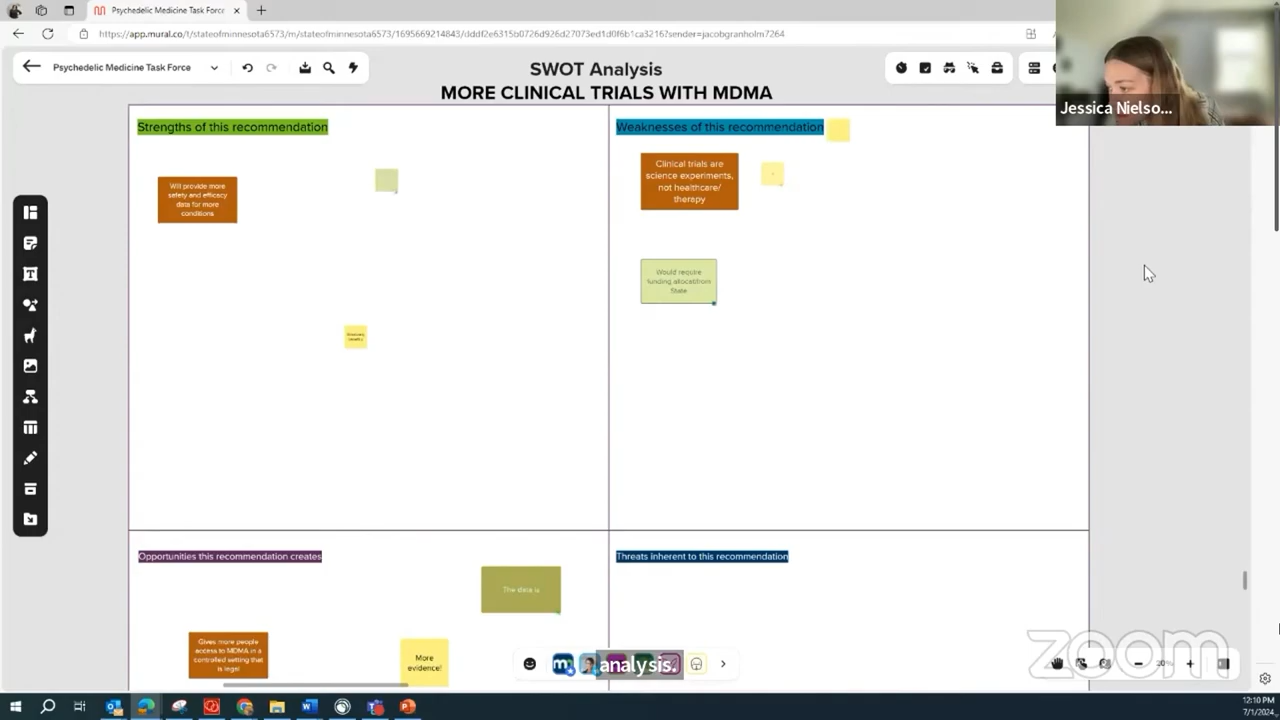 Psychedelic Medicine Task Force
https://app.mural.co/t/stateofminnesota6573/m/stateofminnesota6573/1695669214843/dddf2e6315b0726d926d27073ed1d0f6b1ca3216?sender=jacobgranholm7264
Psychedelic Medicine Task Force
SWOT Analysis
MORE CLINICAL TRIALS WITH MDMA
Jessica Nielso...
Strengths of this recommendation
Weaknesses of this recommendation
Will provide more
safety and efficacy
data for more
conditions
Clinical trials are
science experiments,
not healthcare/
therapy
Would require
funding allocatifrom
State
Opportunities this recommendation creates
Threats inherent to this recommendation
The data is
Gives more people
access to MDMA in a
controlled setting that
is legal
More
evidence!
analysis.
zoom
12:10 PM
7/1/2024